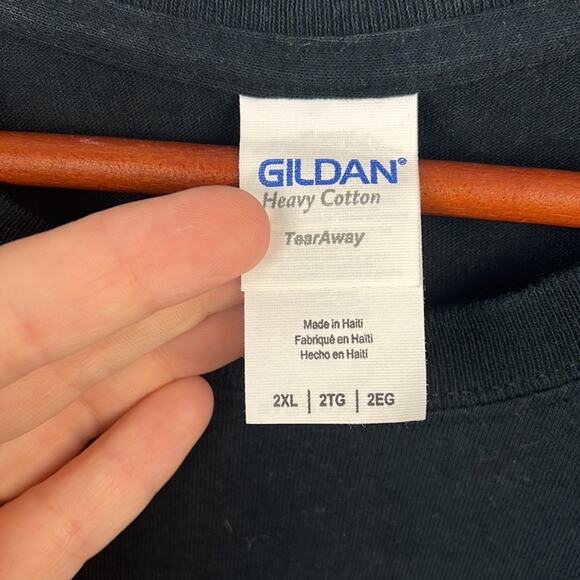 GILDAN®
Heavy Cotton
TearAway
Made in Haiti
Fabriqué en Haïti
Hecho en Haití
2XL | 2TG | 2EG